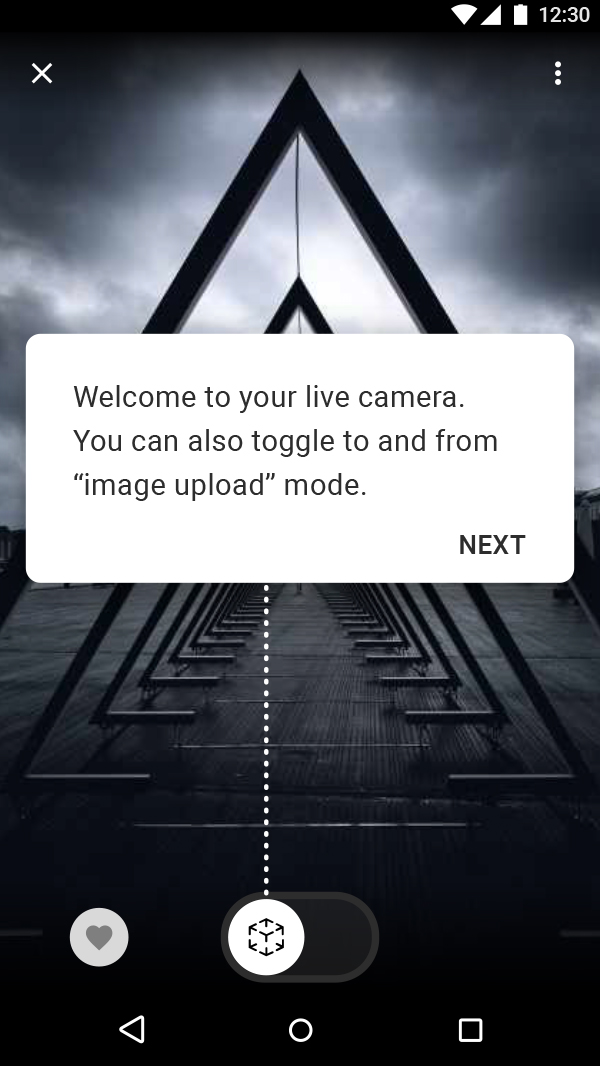 12:30
Welcome to your live camera.
You can also toggle to and from
“image upload” mode.
NEXT